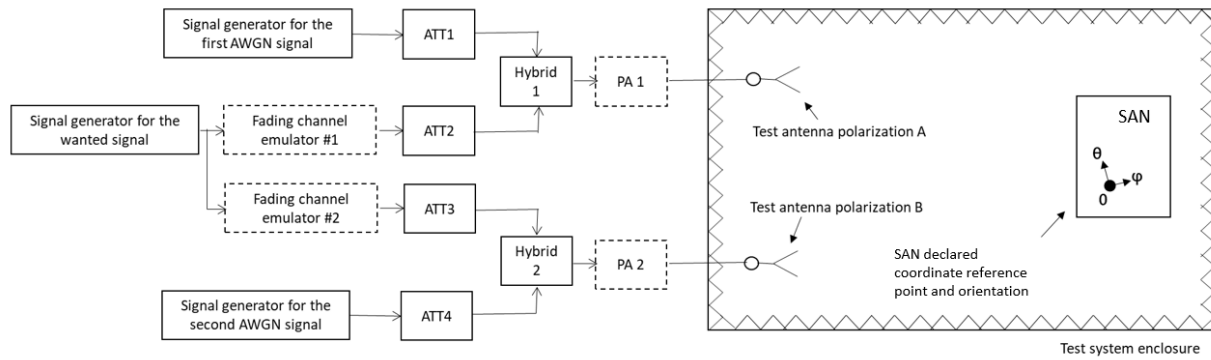 Signal generator for the
first AWGN signal
ATT1
Hybrid
1
PA 1
Test antenna polarization A
SAN
θ
φ
0
Signal generator for the
wanted signal
Fading channel
emulator #1
ATT2
Fading channel
emulator #2
ATT3
Test antenna polarization B
Hybrid
2
PA 2
SAN declared
coordinate reference
point and orientation
Signal generator for the
second AWGN signal
ATT4
Test system enclosure